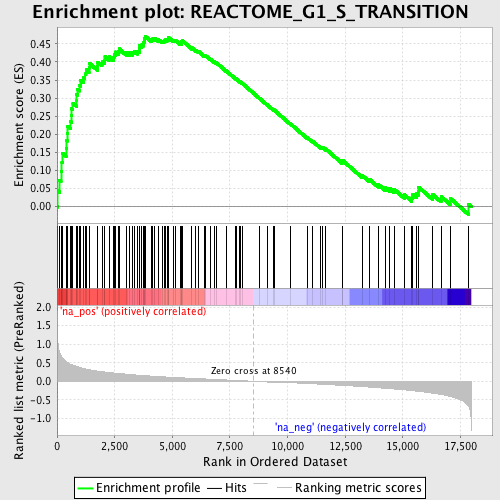 Enrichment plot: REACTOME_G1_S_TRANSITION
Enrichment score (ES)
0.45
0.40
0.35
0.30
0.25
0.20
0.15
0.10
0.05
0.00
'na_pos' (positively correlated)
Ranked list metric (PreRanked)
2.0
1.5
1.0
0.5
0.0
-0.5
-1.0
Zero cross at 8540
'na_neg' (negatively correlated)
0
2,500
5,000
7,500
10,000
12,500
15,000
17,500
Rank in Ordered Dataset
Enrichment profile
Hits
Ranking metric scores